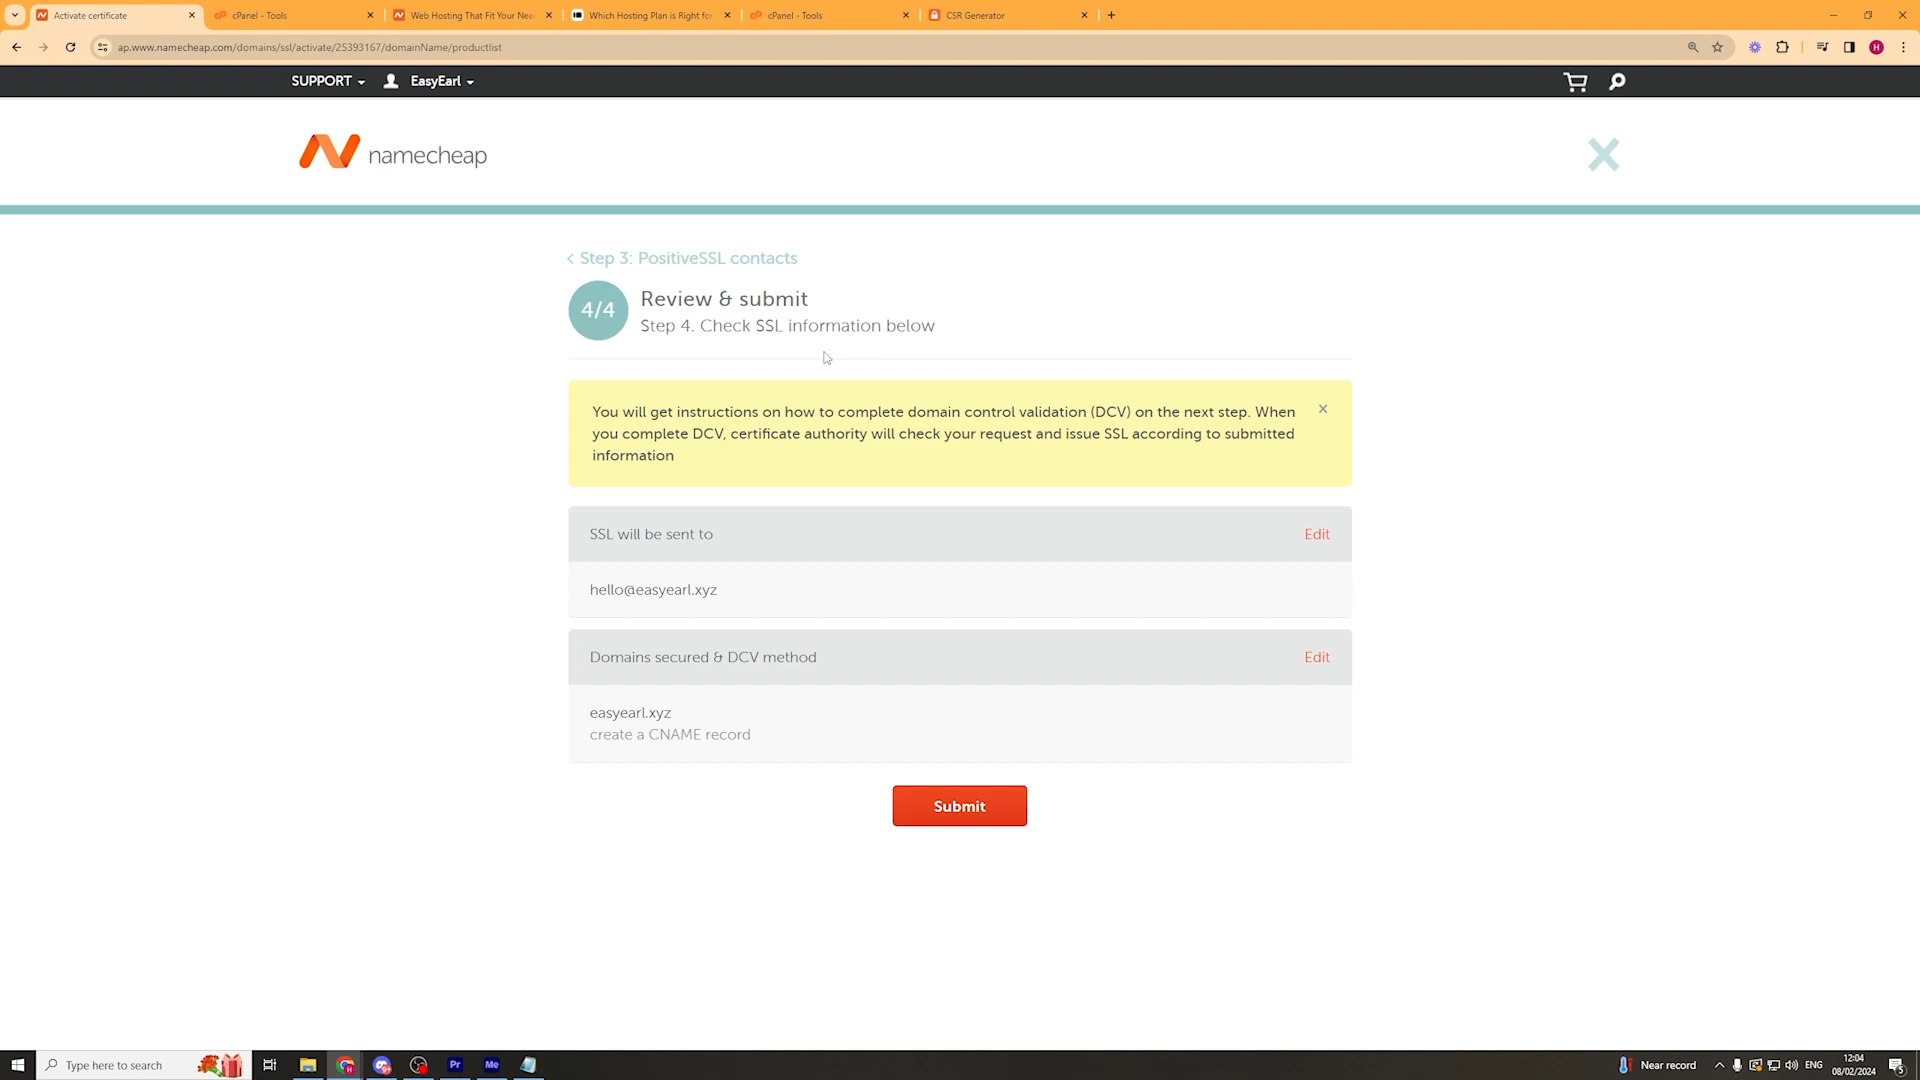 Activate certificate
cPanel - Tools
Web Hosting That Fit Your Nee
Which Hosting Plan is Right for
cPanel - Tools
CSR Generator
ap.www.namecheap.com/domains/ssl/activate/25393167/domainName/productlist
H
SUPPORT
EasyEarl
namecheap
Step 3: PositiveSSL contacts
4/4
Review & submit
Step 4. Check SSL information below
You will get instructions on how to complete domain control validation (DCV) on the next step. When
you complete DCV, certificate authority will check your request and issue SSL according to submitted
information
SSL will be sent to
Edit
hello@easyearl.xyz
Domains secured & DCV method
Edit
easyearl.xyz
create a CNAME record
Submit
Type here to search
Pr
Me
Near record
ENG
12:04
08/02/2024
5